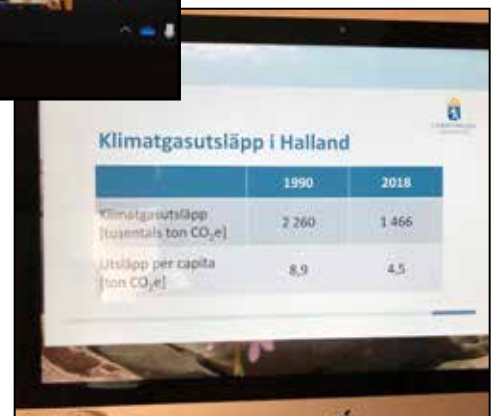 Klimatgasutsläpp i Halland
1990 2018
Klimatgasutsläpp 2 260 1 466
[tusentals ton CO₂e]
Utsläpp per capita 8,9 4,5
[ton CO₂e]